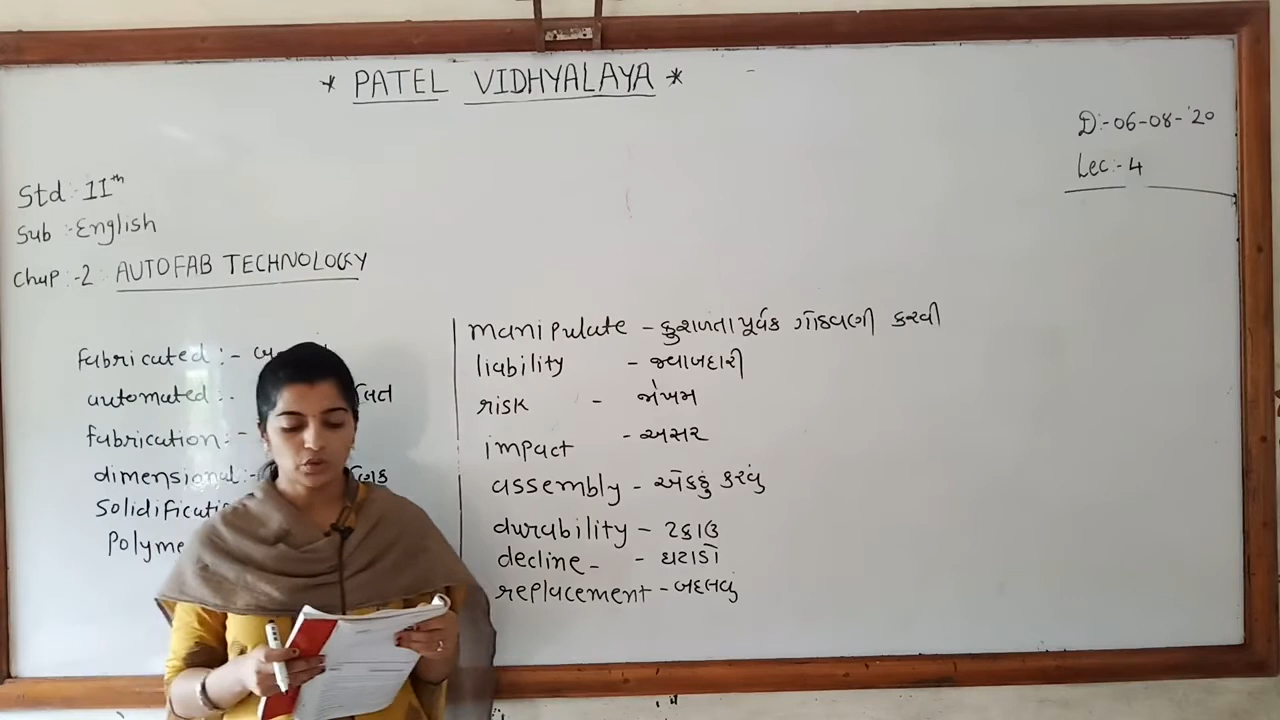 * PATEL VIDHYALAYA *
D:-06-08-'20
Lec:- 4
Std:- 11th
Sub :- English
Chap:-2: AUTOFAB TECHNOLOGY
fabricated :-
automated :-
fabrication:-
dimensional:-
manipulate - કુશળતાપૂર્વક ગોઠવણી કરવી
liability - જવાબદારી
risk - જોખમ
impact - અસર
assembly - એકઠું કરવું
durability - ટકાઉ
decline - ઘટાડો
replacement - બદલવું